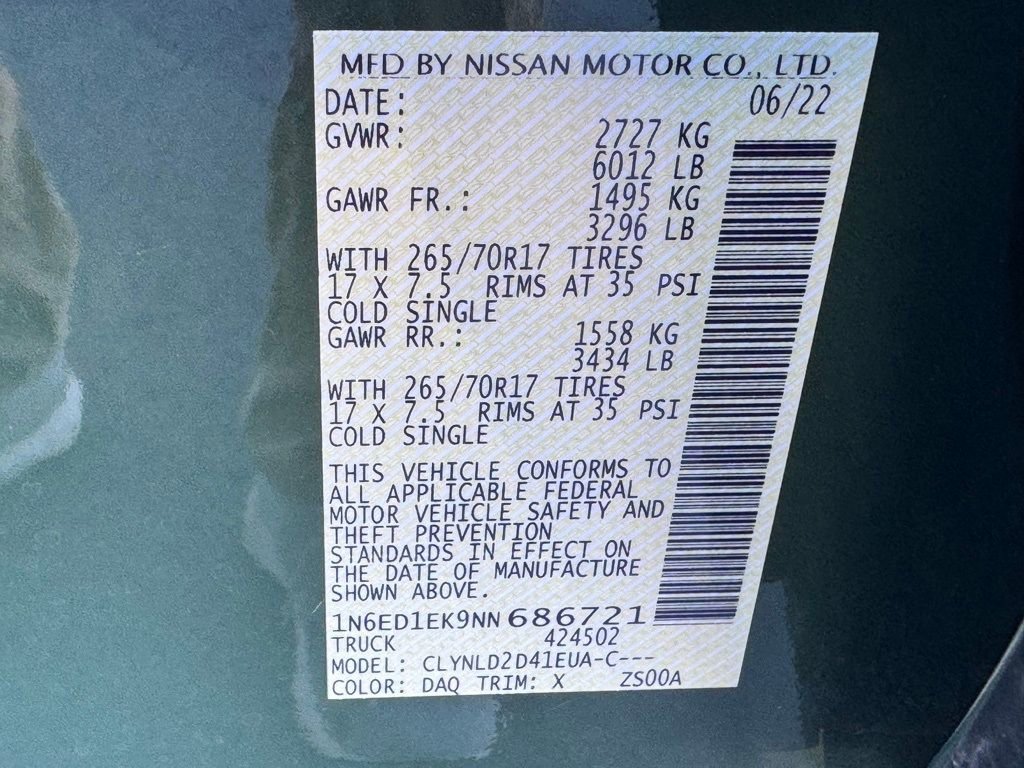 MFD BY NISSAN MOTOR CO., LTD.
DATE: 06/22
GVWR: 2727 KG
6012 LB
GAWR FR.: 1495 KG
3296 LB
WITH 265/70R17 TIRES
17 X 7.5 RIMS AT 35 PSI
COLD SINGLE
GAWR RR.: 1558 KG
3434 LB
WITH 265/70R17 TIRES
17 X 7.5 RIMS AT 35 PSI
COLD SINGLE
THIS VEHICLE CONFORMS TO
ALL APPLICABLE FEDERAL
MOTOR VEHICLE SAFETY AND
THEFT PREVENTION
STANDARDS IN EFFECT ON
THE DATE OF MANUFACTURE
SHOWN ABOVE.
1N6ED1EK9NN686721
TRUCK 424502
MODEL: CLYNLD2D41EUA-C---
COLOR: DAQ TRIM: X ZS00A